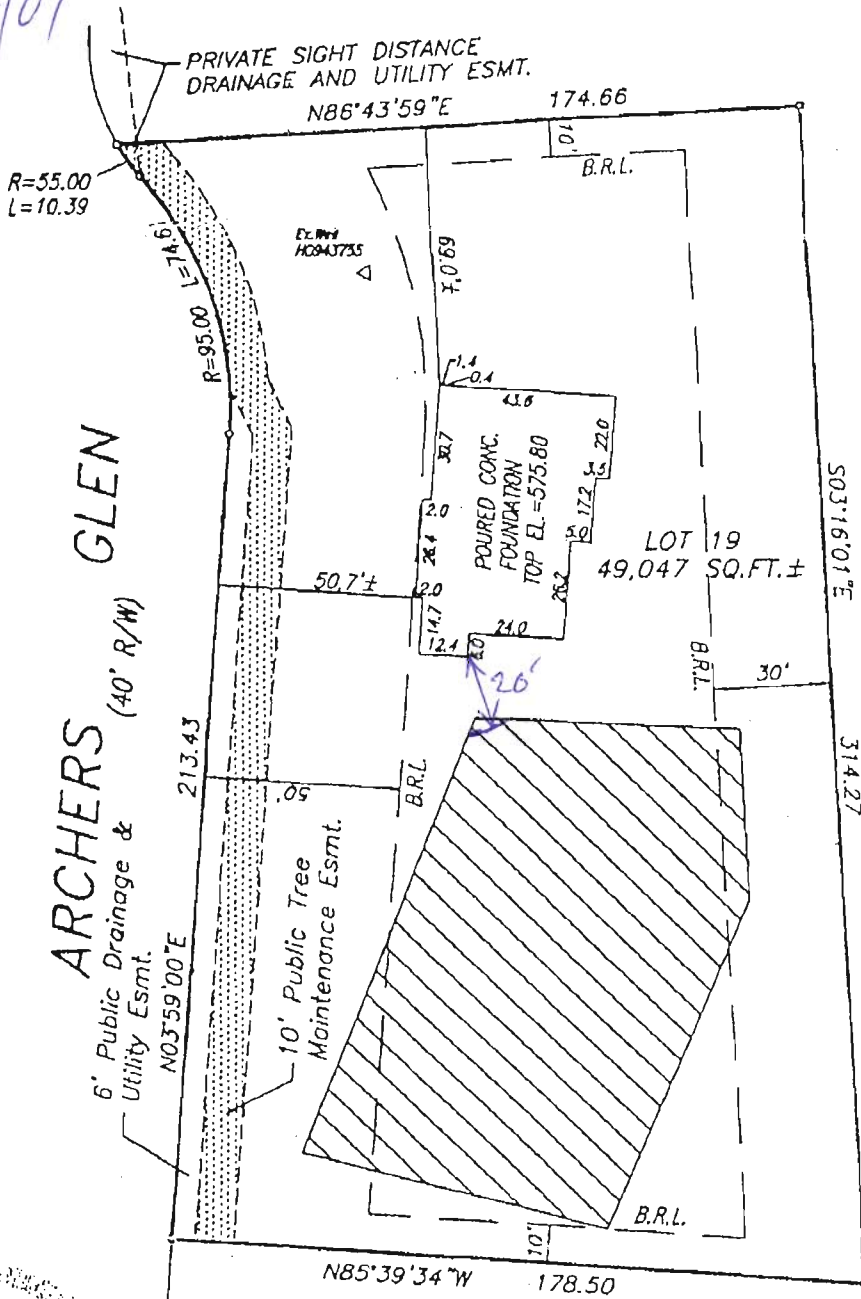 PRIVATE SIGHT DISTANCE
DRAINAGE AND UTILITY ESMT.
N86°43'59"E
174.66
R=55.00
L=10.39
10'
B.R.L.
HO943755
R=95.00 L=74.61
69.0'±
1.4
0.4
43.6
30.7
22.0
3.5
17.2
5.0
2.0
26.4
2.0
14.7
12.4
24.0
26.2
POURED CONC.
FOUNDATION
TOP EL.=575.80
LOT 19
49,047 SQ.FT.±
S03°16'01"E
314.27
50.7'±
ARCHERS GLEN
(40' R/W)
20'
B.R.L.
30'
213.43
50'
B.R.L.
6' Public Drainage &
Utility Esmt.
N03°59'00"E
10' Public Tree
Maintenance Esmt.
B.R.L.
10'
N85°39'34"W
178.50